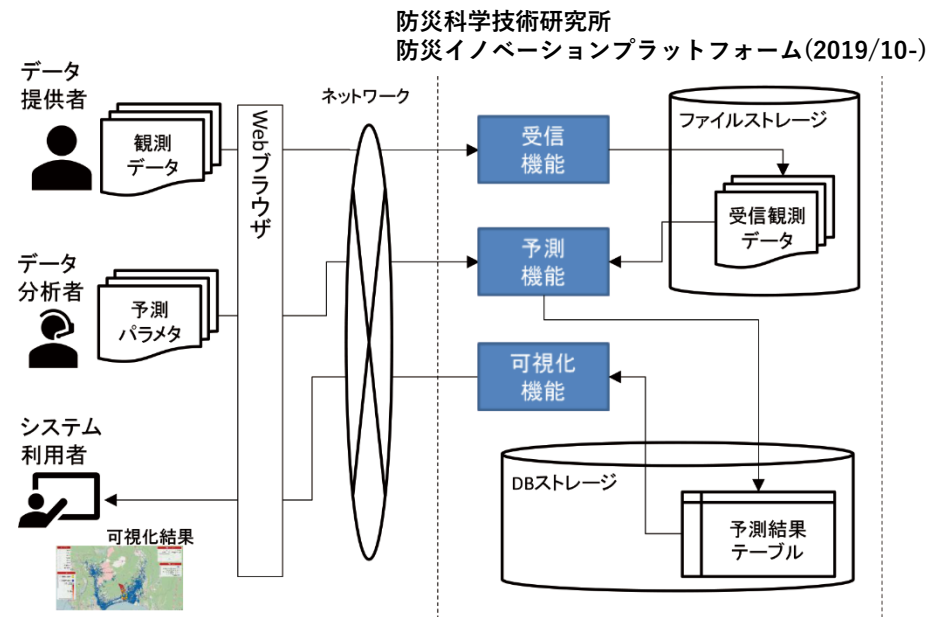 防災科学技術研究所
防災イノベーションプラットフォーム(2019/10-)
データ
提供者
観測
データ
Webブラウザ
ネットワーク
受信
機能
ファイルストレージ
受信観測
データ
データ
分析者
予測
パラメタ
予測
機能
可視化
機能
システム
利用者
可視化結果
DBストレージ
予測結果
テーブル